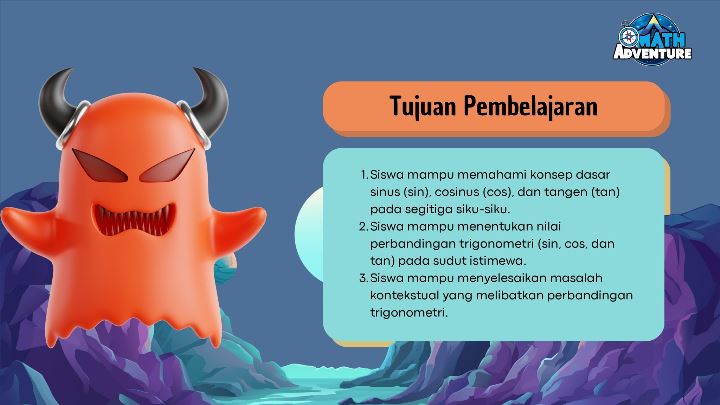 MATH
ADVENTURE
Tujuan Pembelajaran
1. Siswa mampu memahami konsep dasar
sinus (sin), cosinus (cos), dan tangen (tan)
pada segitiga siku-siku.
2. Siswa mampu menentukan nilai
perbandingan trigonometri (sin, cos, dan
tan) pada sudut istimewa.
3. Siswa mampu menyelesaikan masalah
kontekstual yang melibatkan perbandingan
trigonometri.